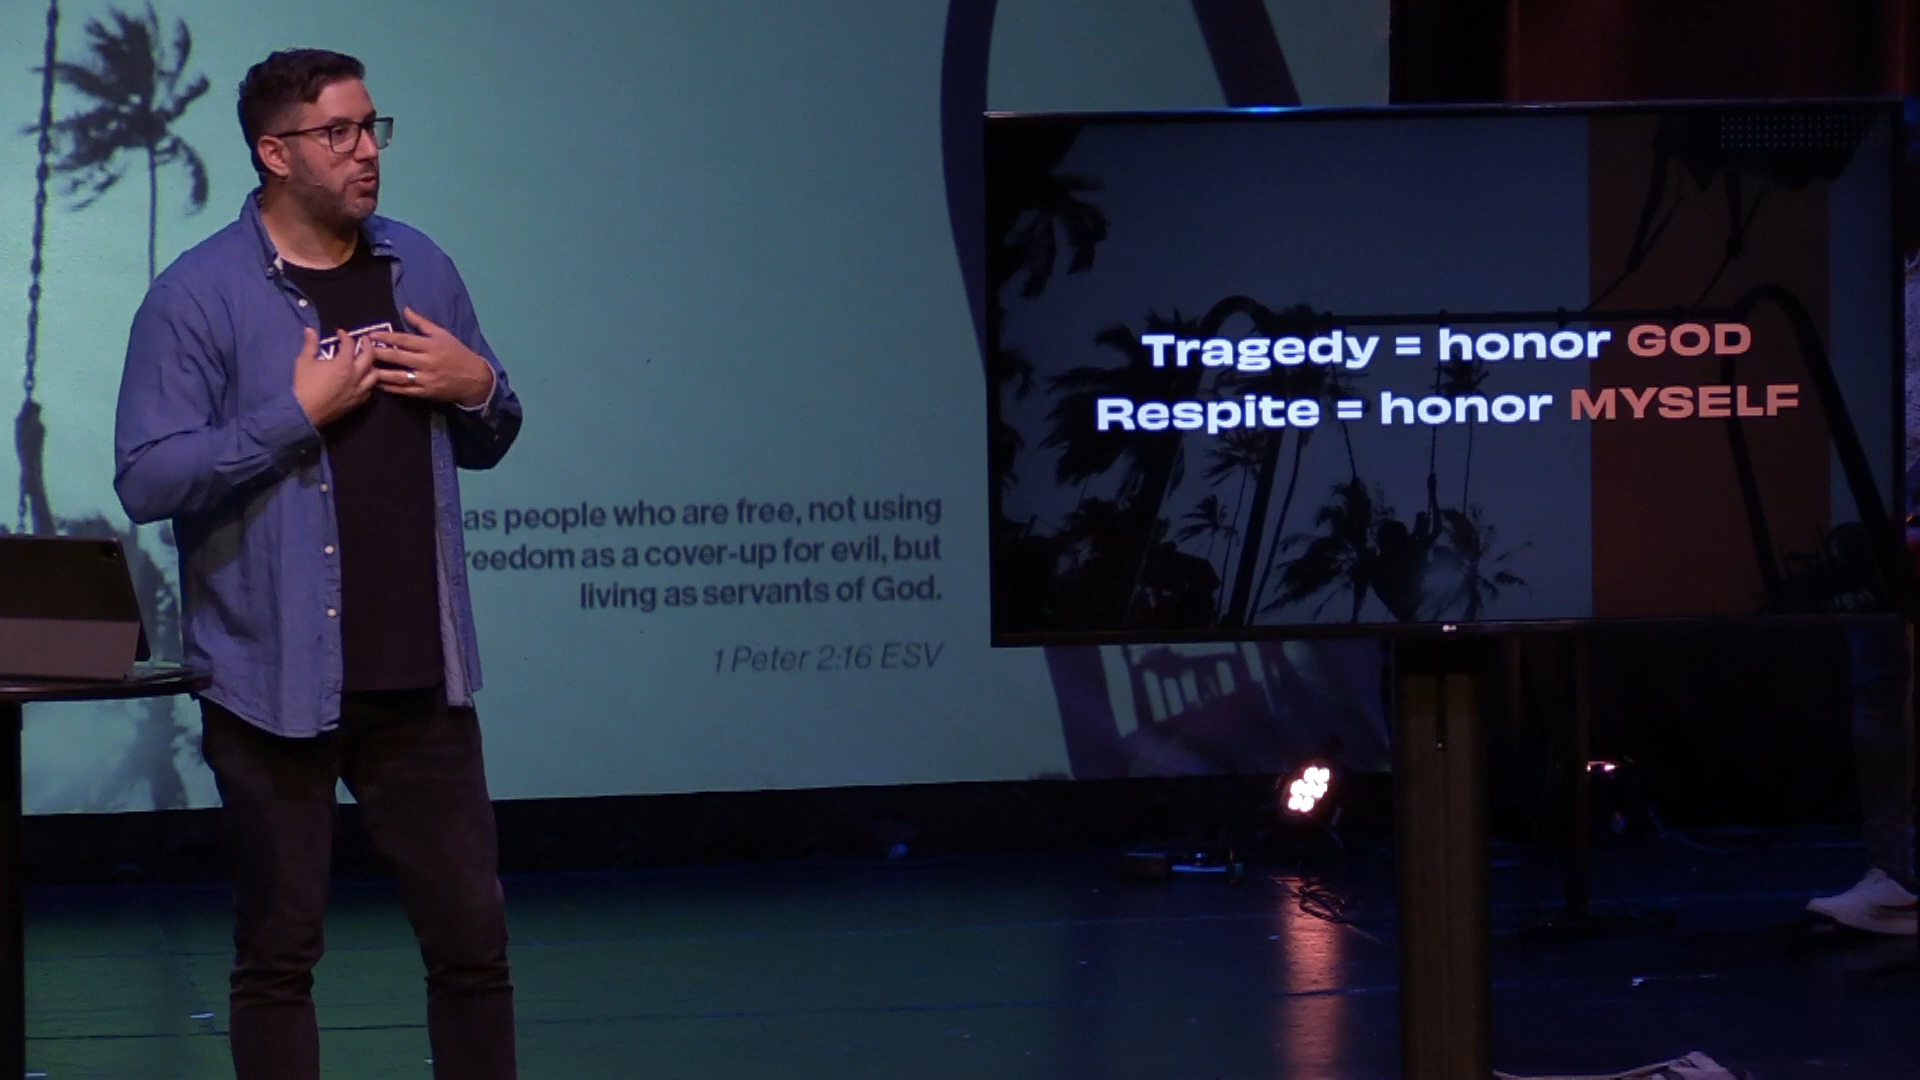 as people who are free, not using
reedom as a cover-up for evil, but
living as servants of God.
1 Peter 2:16 ESV
Tragedy = honor GOD
Respite = honor MYSELF
LG